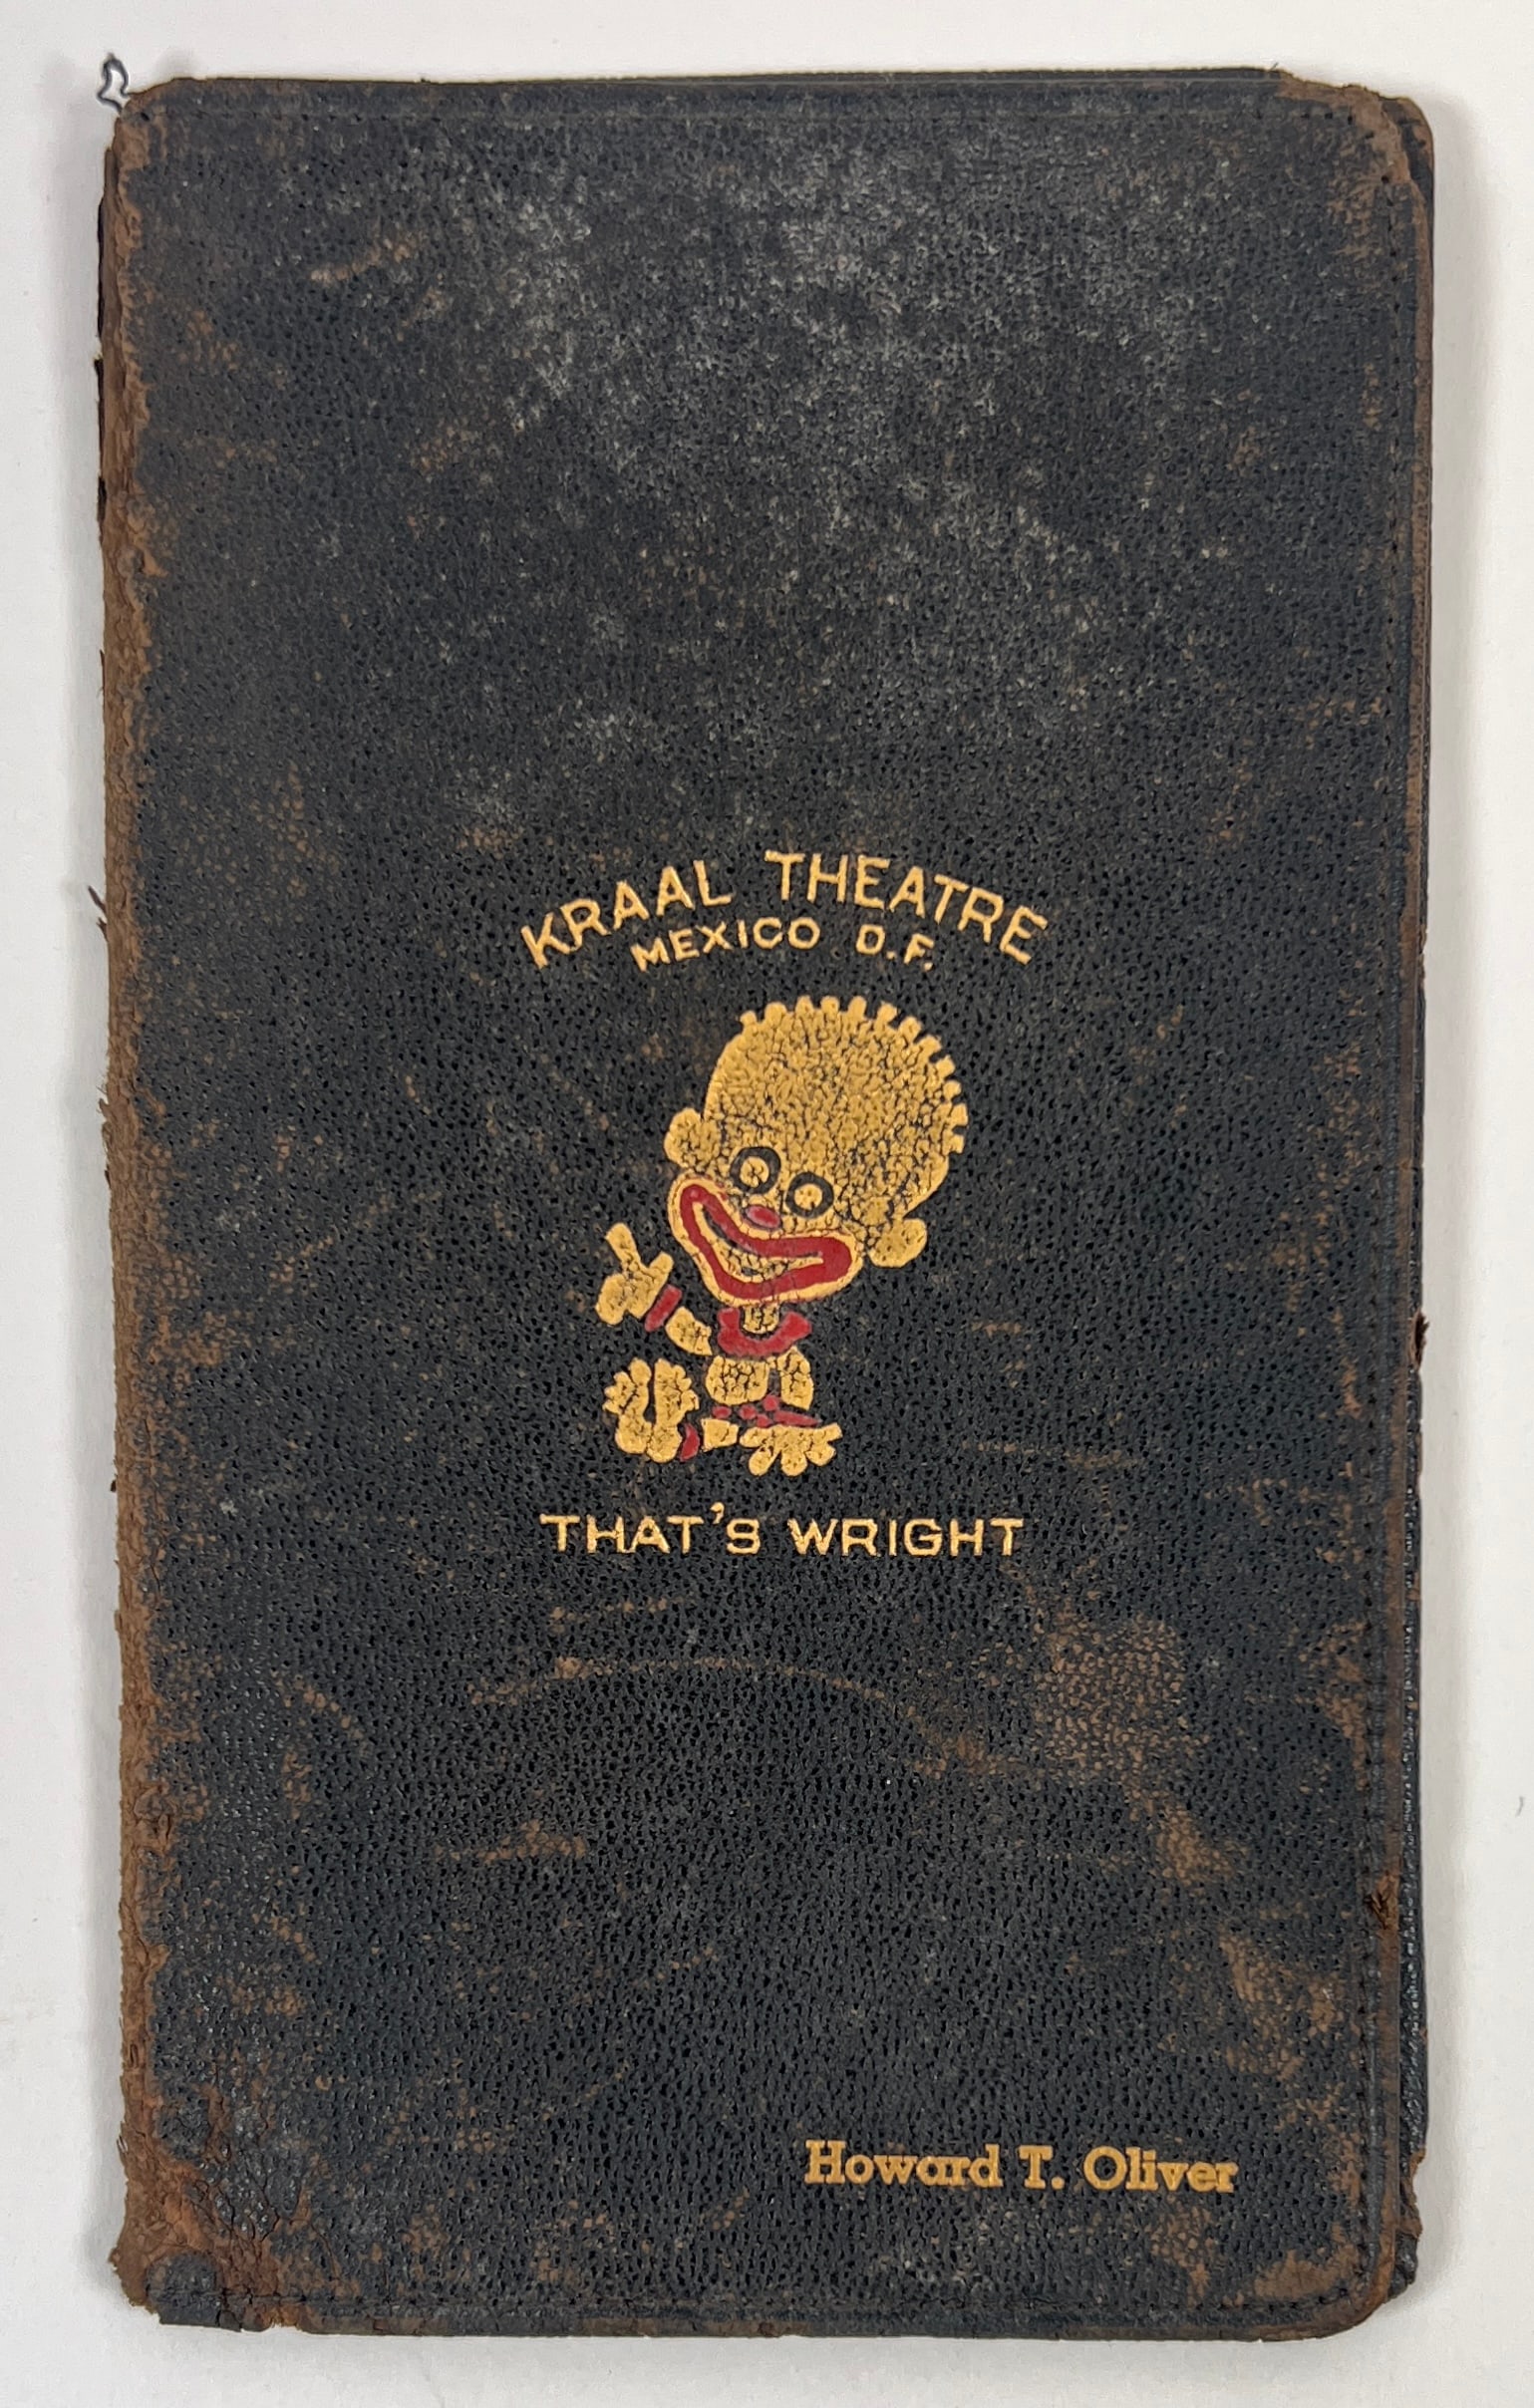 KRAAL THEATRE
MEXICO D.F.
THAT'S WRIGHT
Howard T. Oliver